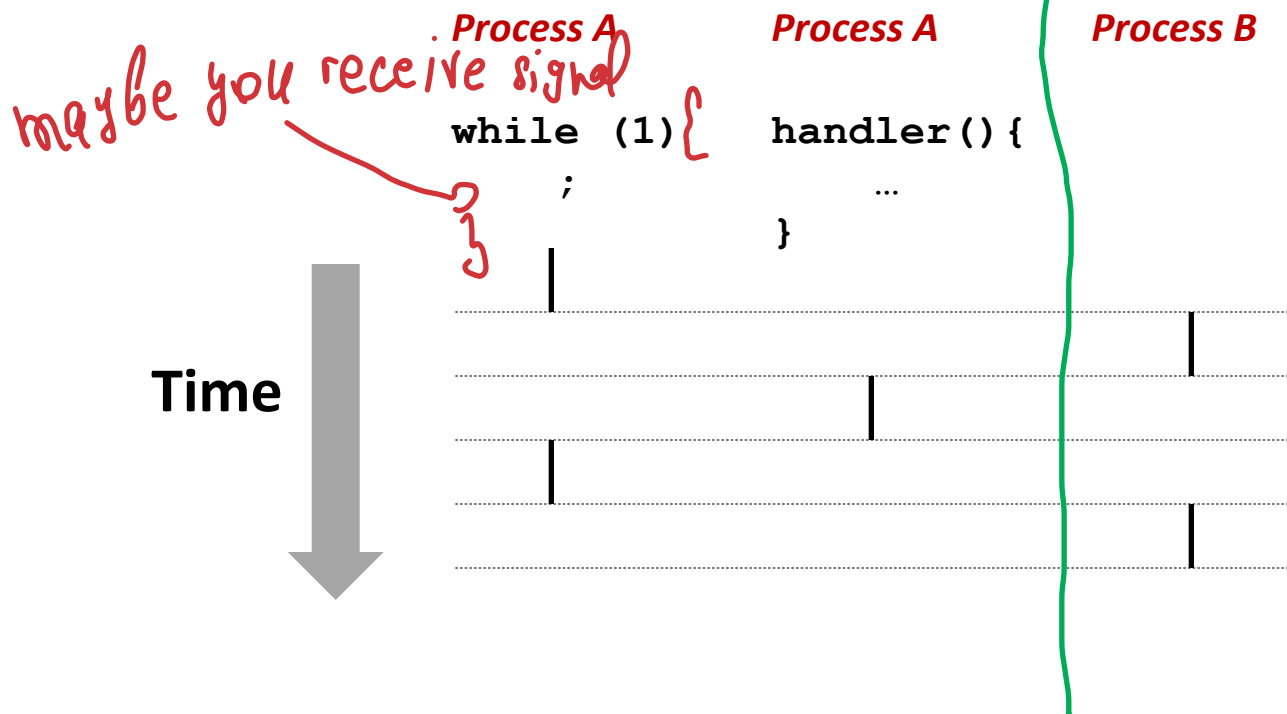 Process A Process A Process B
maybe you receive signal
while (1){ handler(){
; …
} }
Time